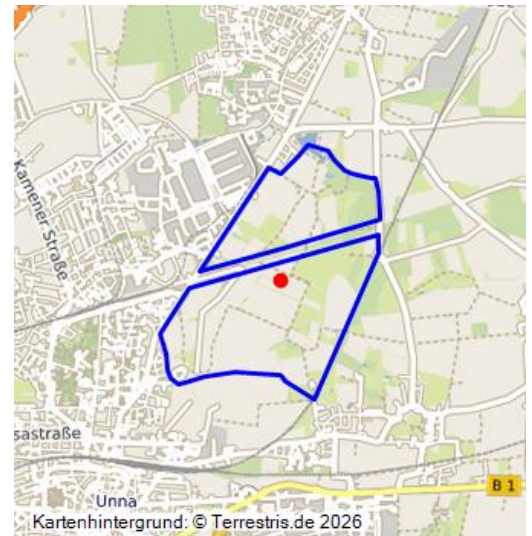 Kamener Straße
sastraße
B 1
Unna
Kartenhintergrund: © Terrestris.de 2026